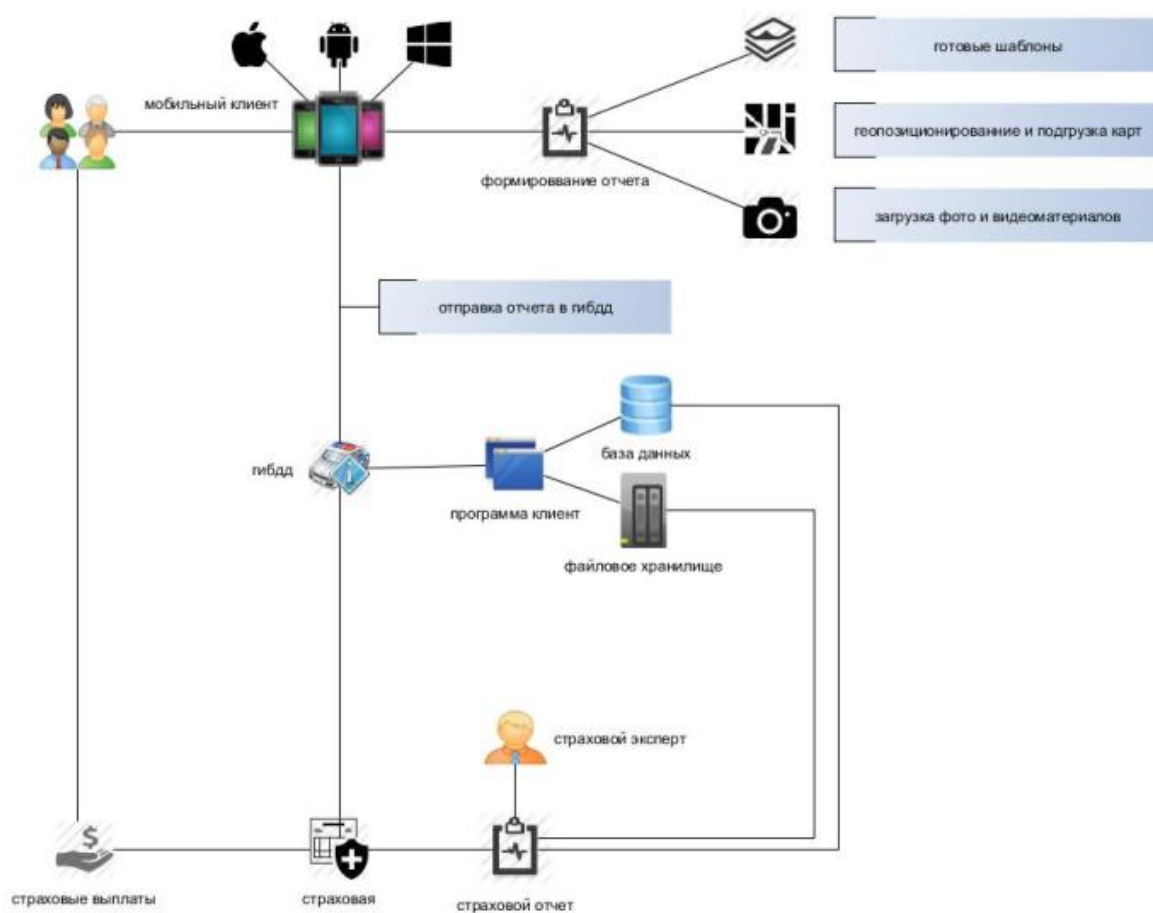 готовые шаблоны
мобильный клиент
геопозиционированние и подгрузка карт
формироввание отчета
загрузка фото и видеоматериалов
отправка отчета в гибдд
база данных
гибдд
программа клиент
файловое хранилище
страховой эксперт
страховые выплаты
страховая
страховой отчет